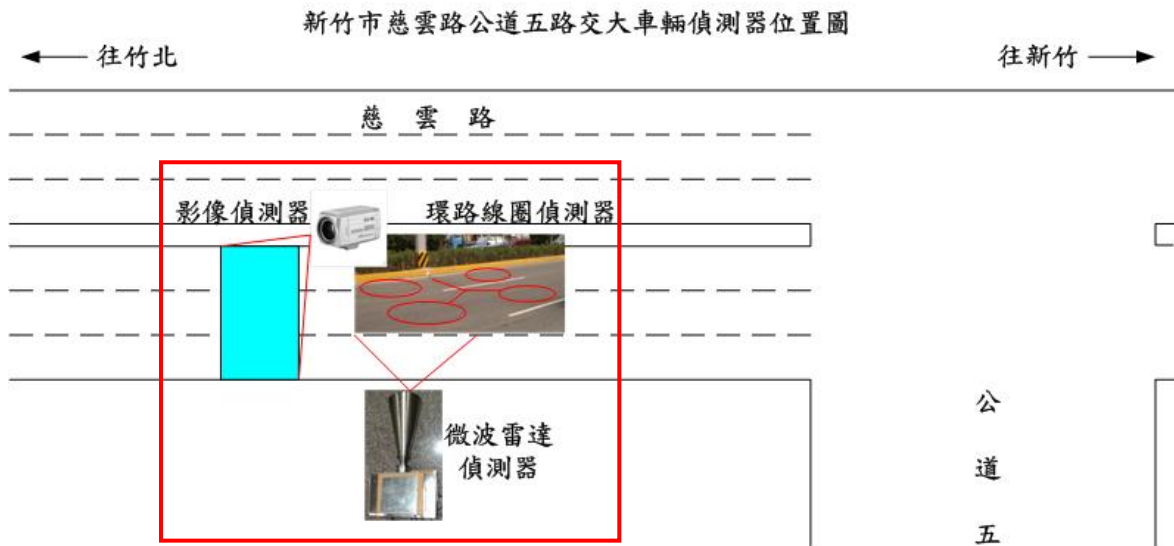 新竹市慈雲路公道五路交大車輛偵測器位置圖
往竹北
往新竹
慈雲路
影像偵測器
環路線圈偵測器
微波雷達
偵測器
公
道
五